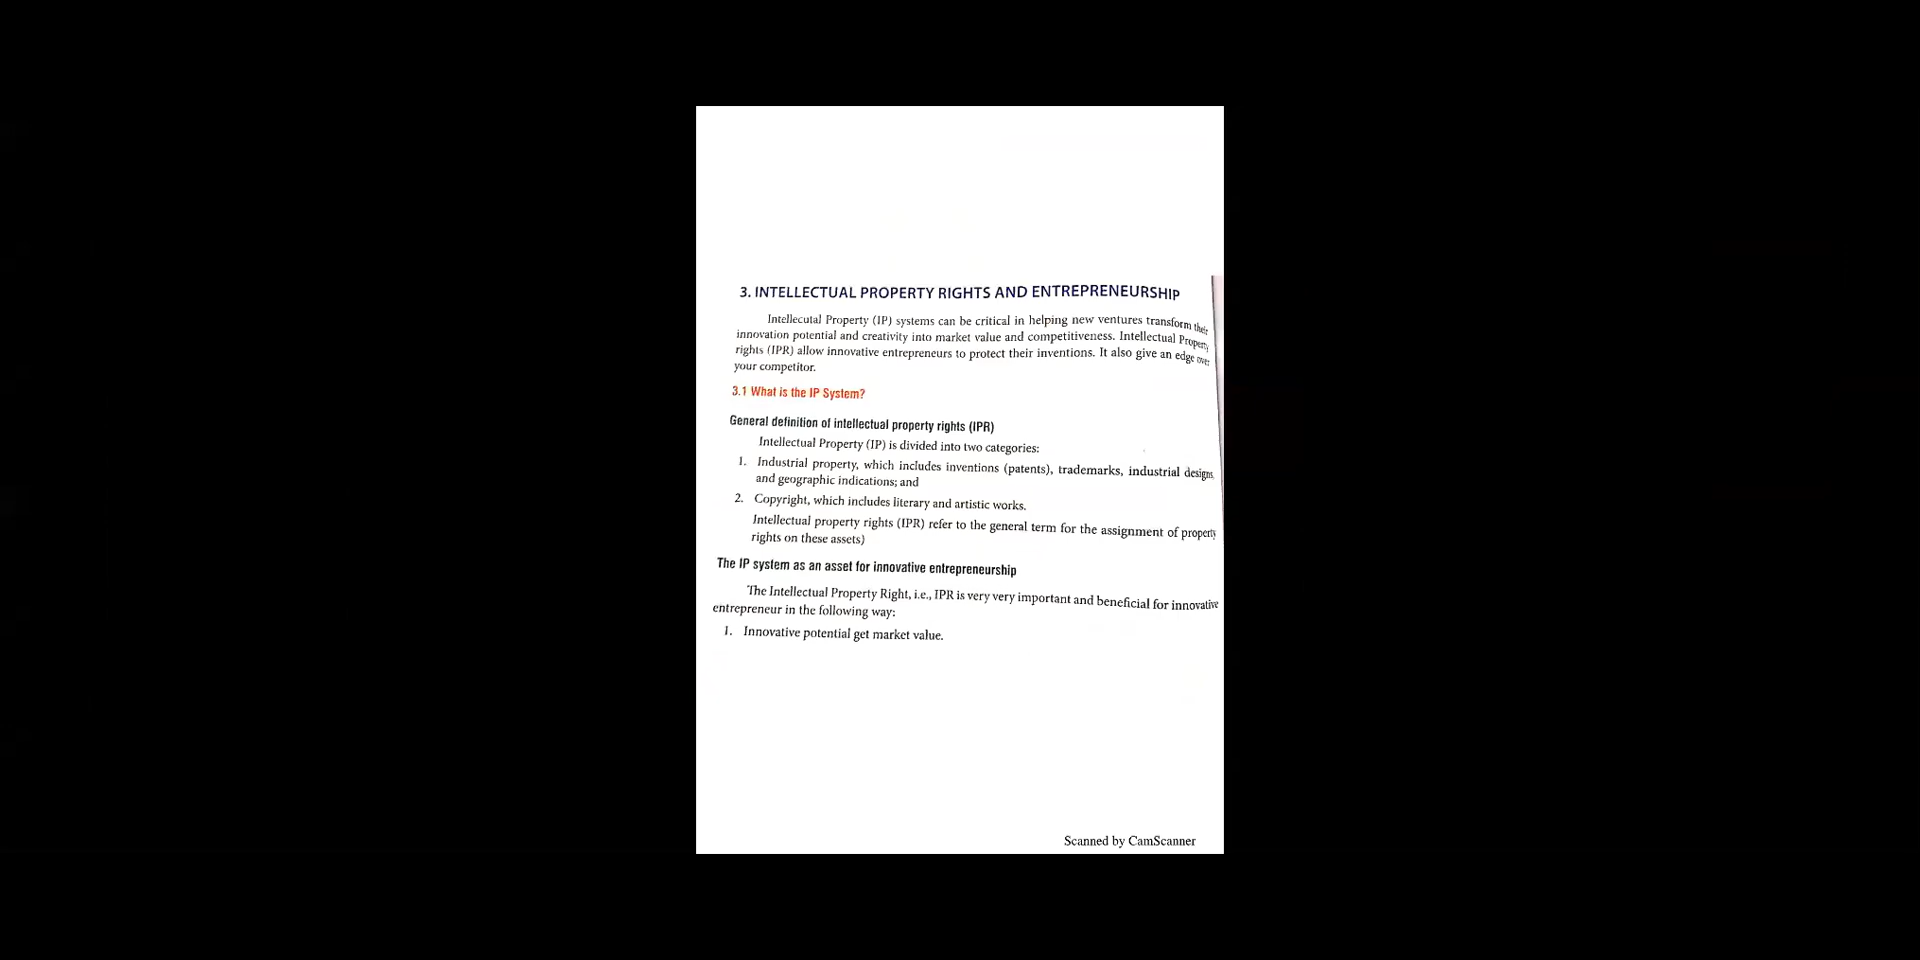 3. INTELLECTUAL PROPERTY RIGHTS AND ENTREPRENEURSHIP
Intellecutal Property (IP) systems can be critical in helping new ventures transform their
innovation potential and creativity into market value and competitiveness. Intellectual Property
rights (IPR) allow innovative entrepreneurs to protect their inventions. It also give an edge over
your competitor.
3.1 What is the IP System?
General definition of intellectual property rights (IPR)
Intellectual Property (IP) is divided into two categories:
1. Industrial property, which includes inventions (patents), trademarks, industrial designs,
and geographic indications; and
2. Copyright, which includes literary and artistic works.
Intellectual property rights (IPR) refer to the general term for the assignment of property
rights on these assets)
The IP system as an asset for innovative entrepreneurship
The Intellectual Property Right, i.e., IPR is very very important and beneficial for innovative
entrepreneur in the following way:
1. Innovative potential get market value.
Scanned by CamScanner